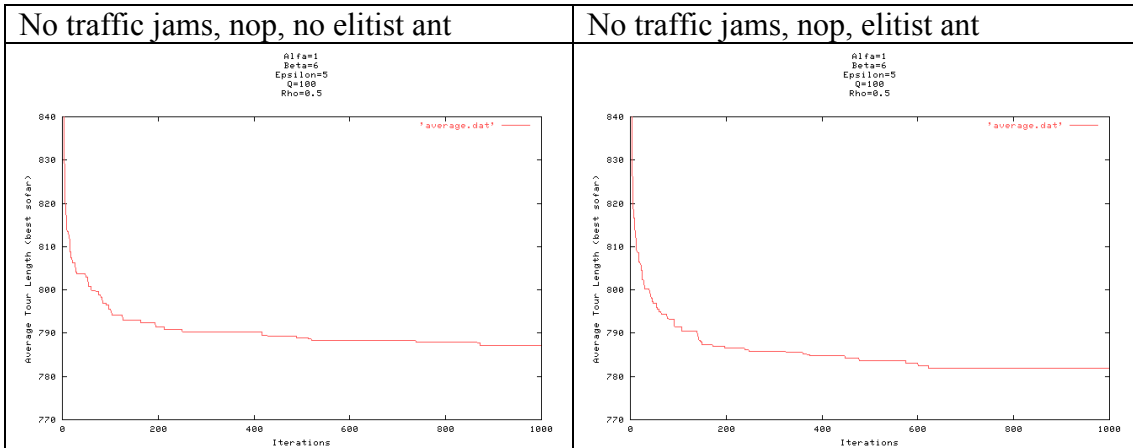 No traffic jams, nop, no elitist ant
Alfa=1
Beta=6
Epsilon=5
Q=100
Rho=0.5
'average.dat'
Average Tour Length (best sofar)
840
830
820
810
800
790
780
770
0 200 400 600 800 1000
Iterations
No traffic jams, nop, elitist ant
Alfa=1
Beta=6
Epsilon=5
Q=100
Rho=0.5
'average.dat'
Average Tour Length (best sofar)
840
830
820
810
800
790
780
770
0 200 400 600 800 1000
Iterations